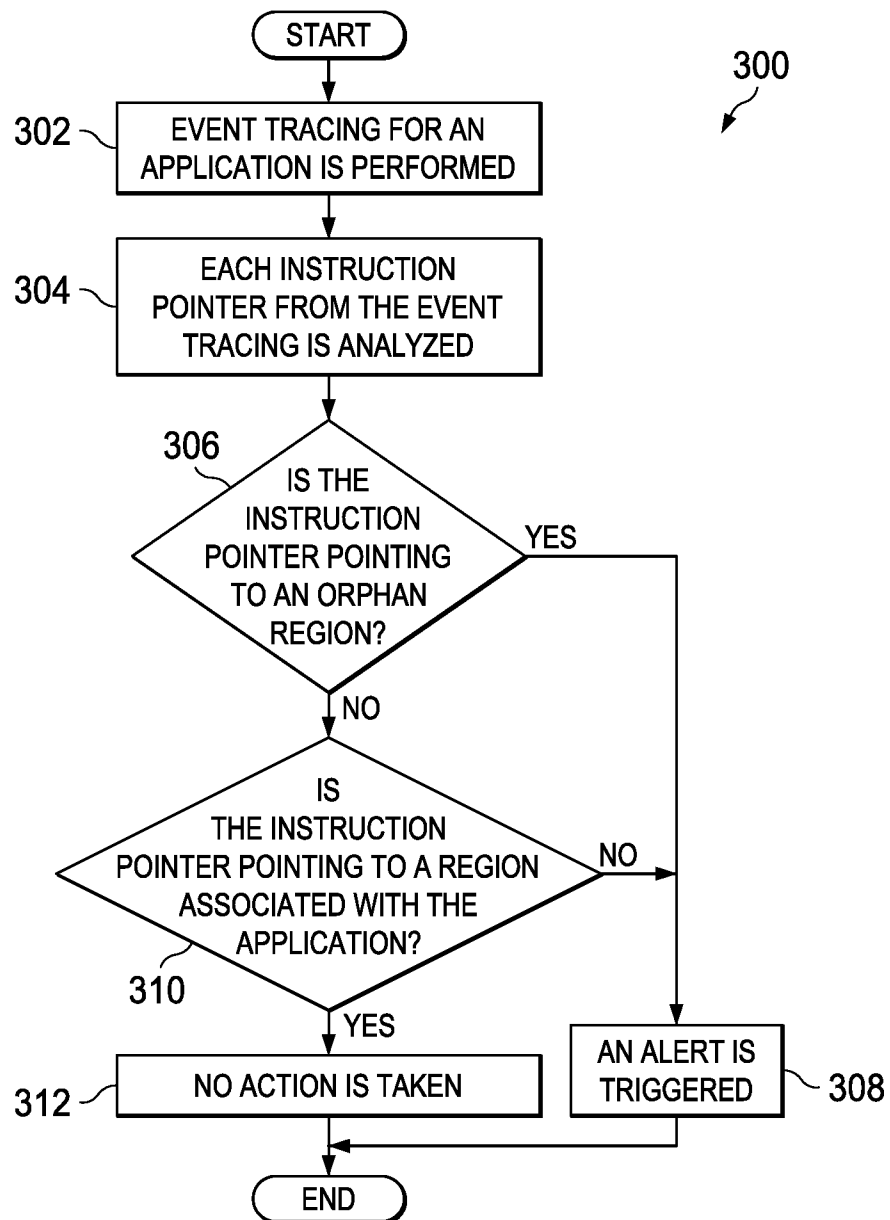 START
300
302
EVENT TRACING FOR AN
APPLICATION IS PERFORMED
304
EACH INSTRUCTION
POINTER FROM THE EVENT
TRACING IS ANALYZED
306
IS THE
INSTRUCTION
POINTER POINTING
TO AN ORPHAN
REGION?
YES
NO
IS
THE INSTRUCTION
POINTER POINTING TO A REGION
ASSOCIATED WITH THE
APPLICATION?
NO
310
YES
312
NO ACTION IS TAKEN
AN ALERT IS
TRIGGERED
308
END